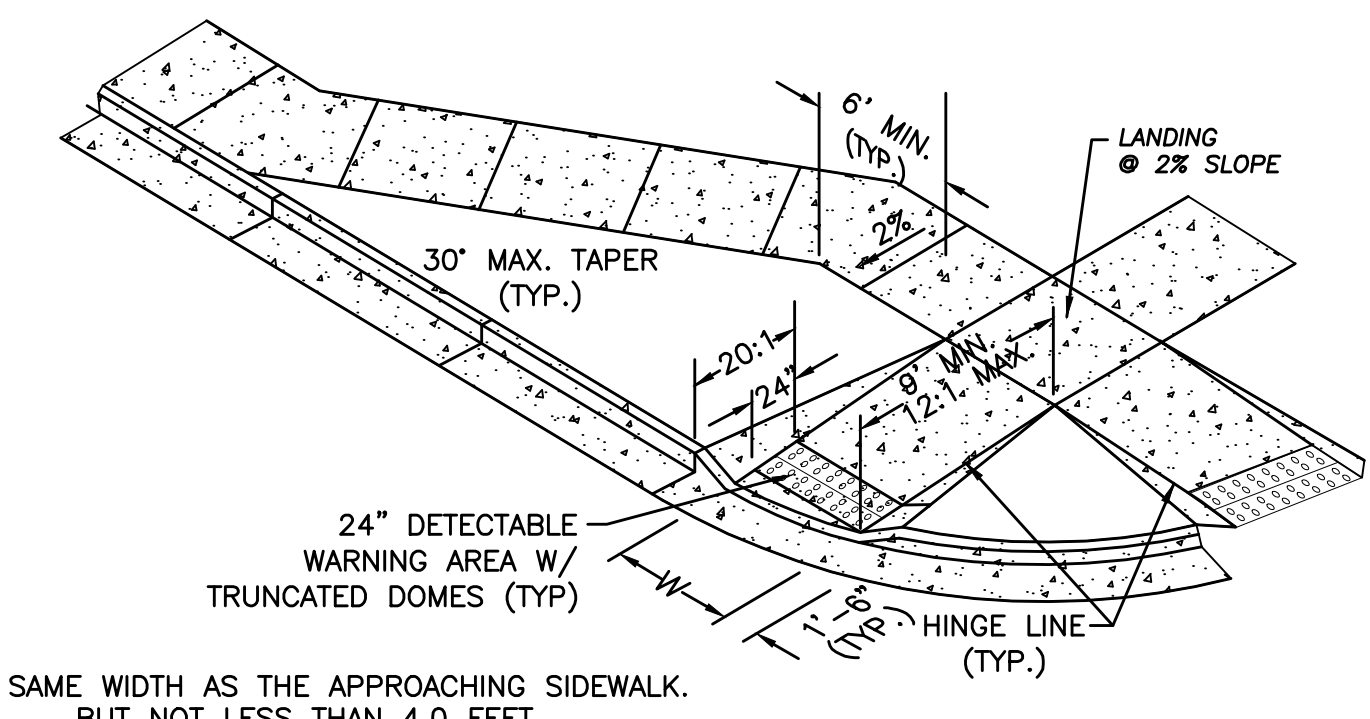 6' MIN.
(TYP.)
LANDING
@ 2% SLOPE
2%
30° MAX. TAPER
(TYP.)
20:1
24"
9' MIN.
12:1 MAX.
24" DETECTABLE
WARNING AREA W/
TRUNCATED DOMES (TYP)
W
1'-6"
(TYP.)
HINGE LINE
(TYP.)
SAME WIDTH AS THE APPROACHING SIDEWALK.
BUT NOT LESS THAN 4.0 FEET